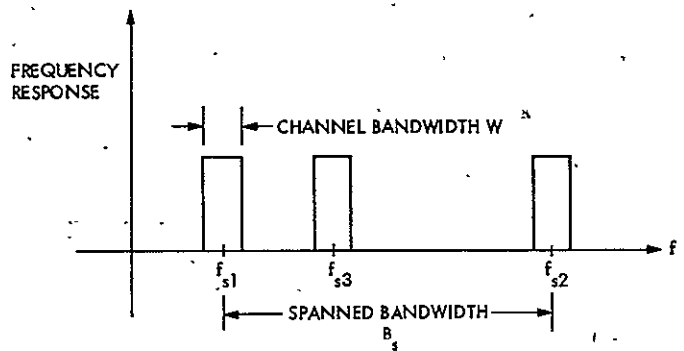 FREQUENCY
RESPONSE
CHANNEL BANDWIDTH W
f
f_s1 f_s3 f_s2
SPANNED BANDWIDTH
B_s